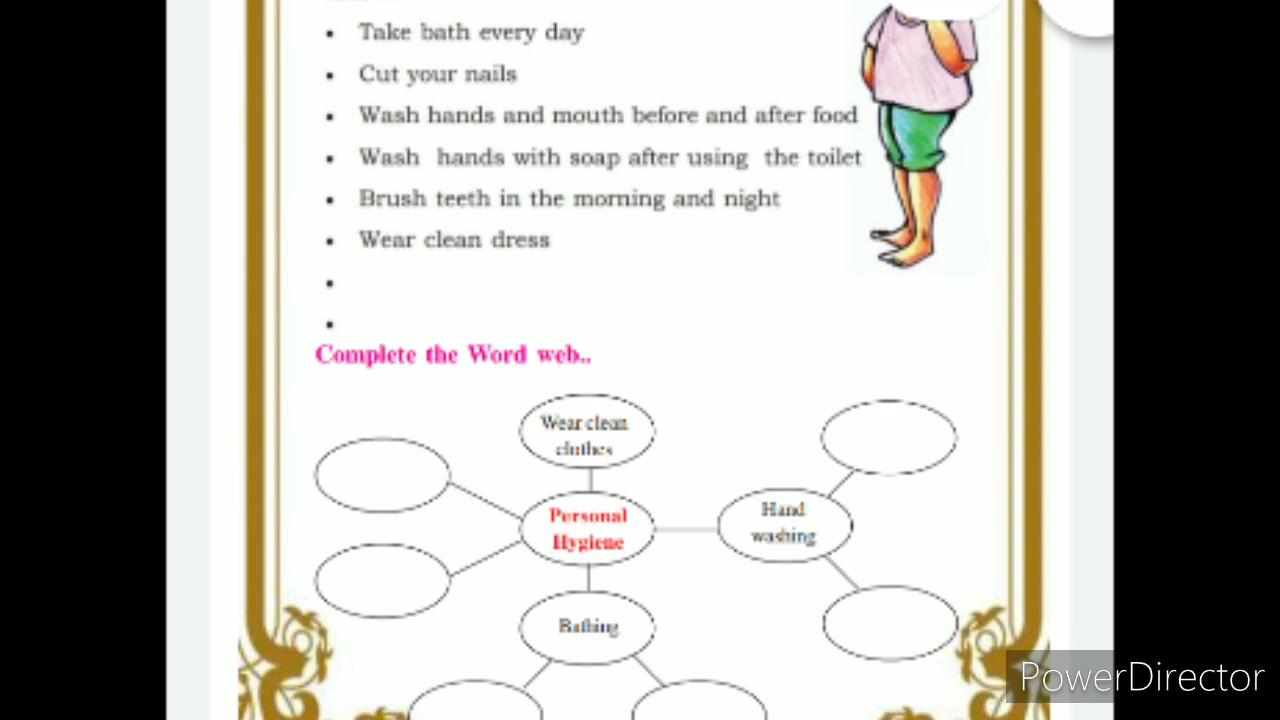 • Take bath every day
• Cut your nails
• Wash hands and mouth before and after food
• Wash hands with soap after using the toilet
• Brush teeth in the morning and night
• Wear clean dress
•
•
Complete the Word web..
Wear clean
clothes
Personal
Hygiene
Hand
washing
Bathing
PowerDirector